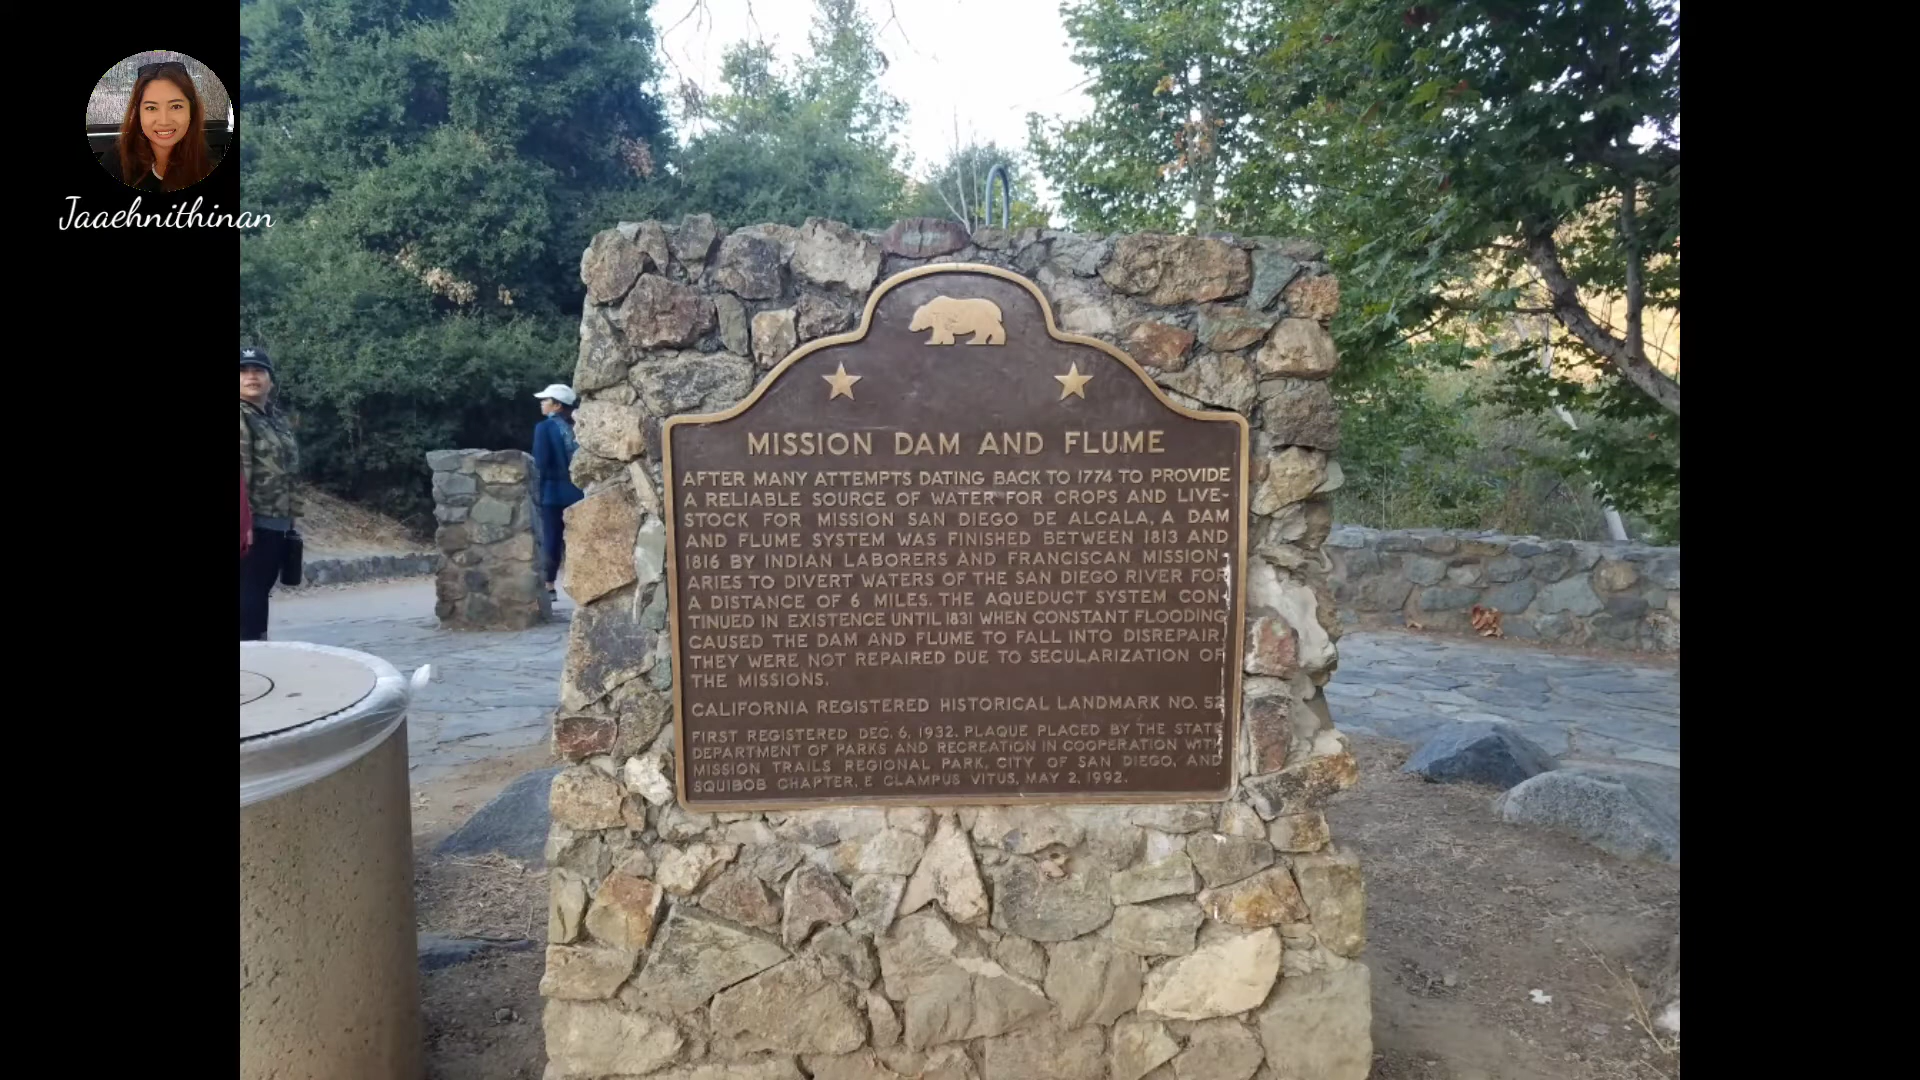 Jaaehnithinan
MISSION DAM AND FLUME
AFTER MANY ATTEMPTS DATING BACK TO 1774 TO PROVIDE
A RELIABLE SOURCE OF WATER FOR CROPS AND LIVE-
STOCK FOR MISSION SAN DIEGO DE ALCALA, A DAM
AND FLUME SYSTEM WAS FINISHED BETWEEN 1813 AND
1816 BY INDIAN LABORERS AND FRANCISCAN MISSION-
ARIES TO DIVERT WATERS OF THE SAN DIEGO RIVER FOR
A DISTANCE OF 6 MILES. THE AQUEDUCT SYSTEM CON-
TINUED IN EXISTENCE UNTIL 1831 WHEN CONSTANT FLOODING
CAUSED THE DAM AND FLUME TO FALL INTO DISREPAIR.
THEY WERE NOT REPAIRED DUE TO SECULARIZATION OF
THE MISSIONS.
CALIFORNIA REGISTERED HISTORICAL LANDMARK NO. 52
FIRST REGISTERED DEC. 6, 1932. PLAQUE PLACED BY THE STATE
DEPARTMENT OF PARKS AND RECREATION IN COOPERATION WITH
MISSION TRAILS REGIONAL PARK, CITY OF SAN DIEGO, AND
SQUIBOB CHAPTER, E CLAMPUS VITUS, MAY 2, 1992.